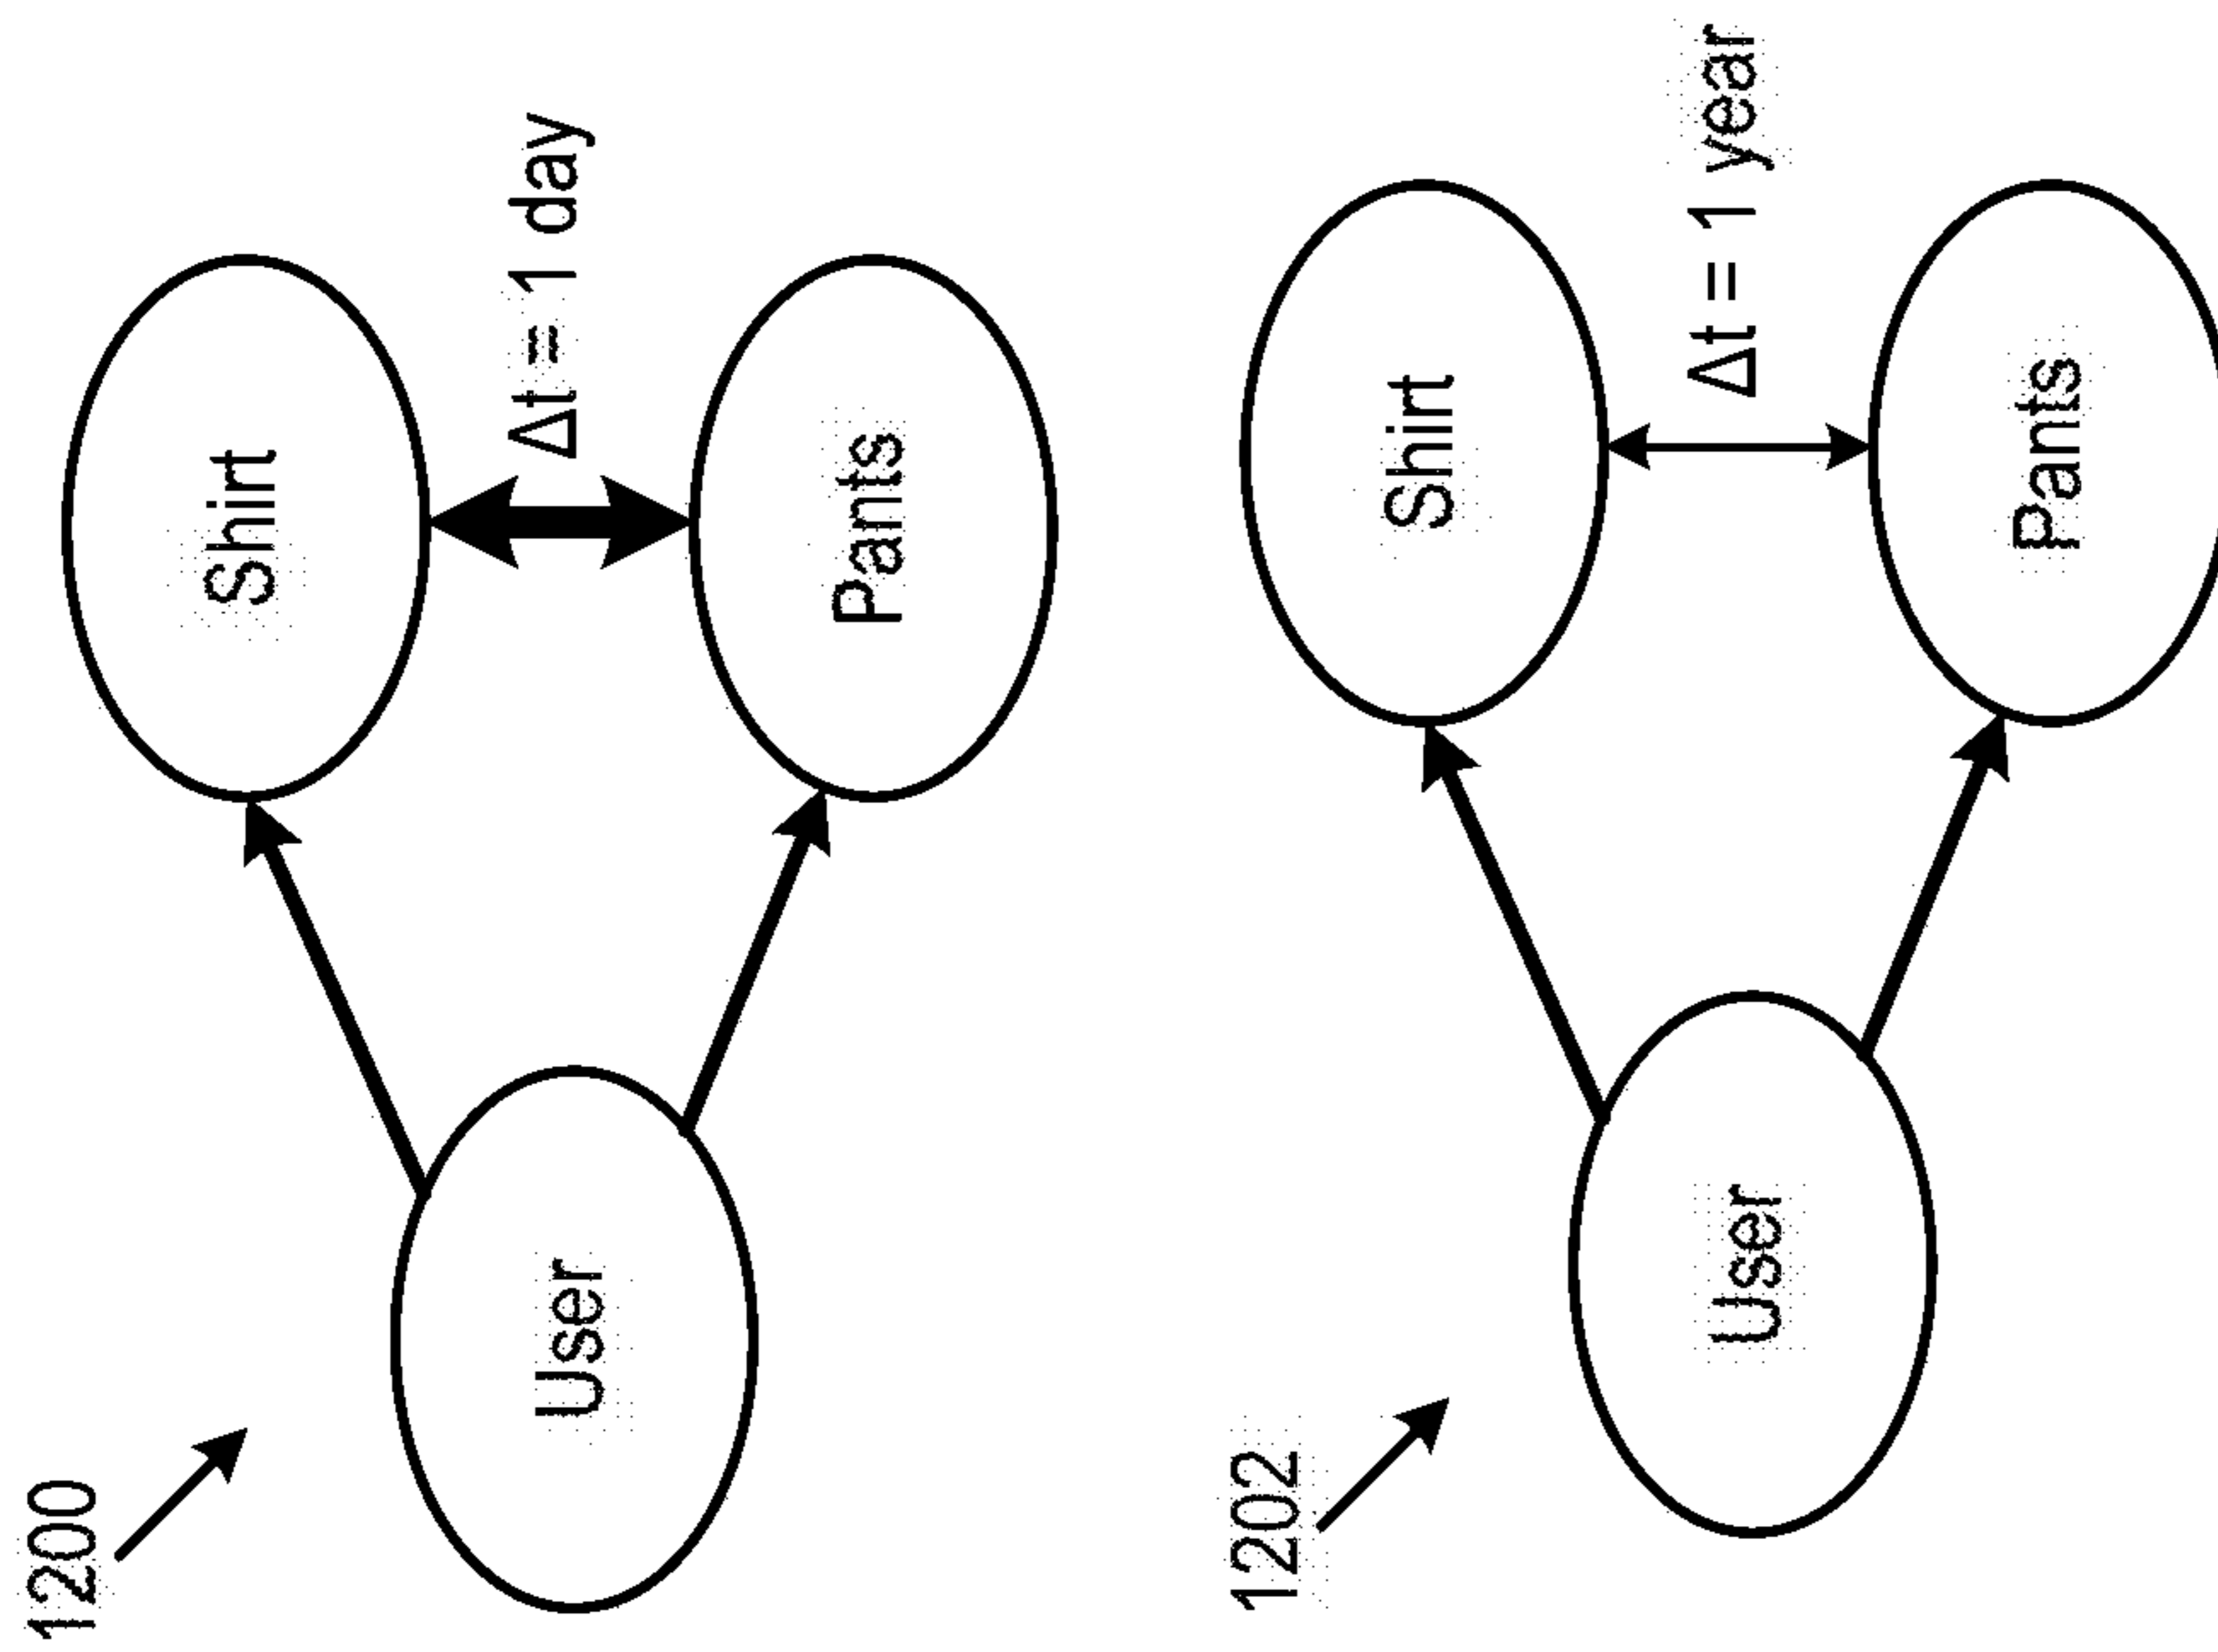 1200
User
Shirt
Δt = 1 day
Pants
1202
User
Shirt
Δt = 1 year
Pants